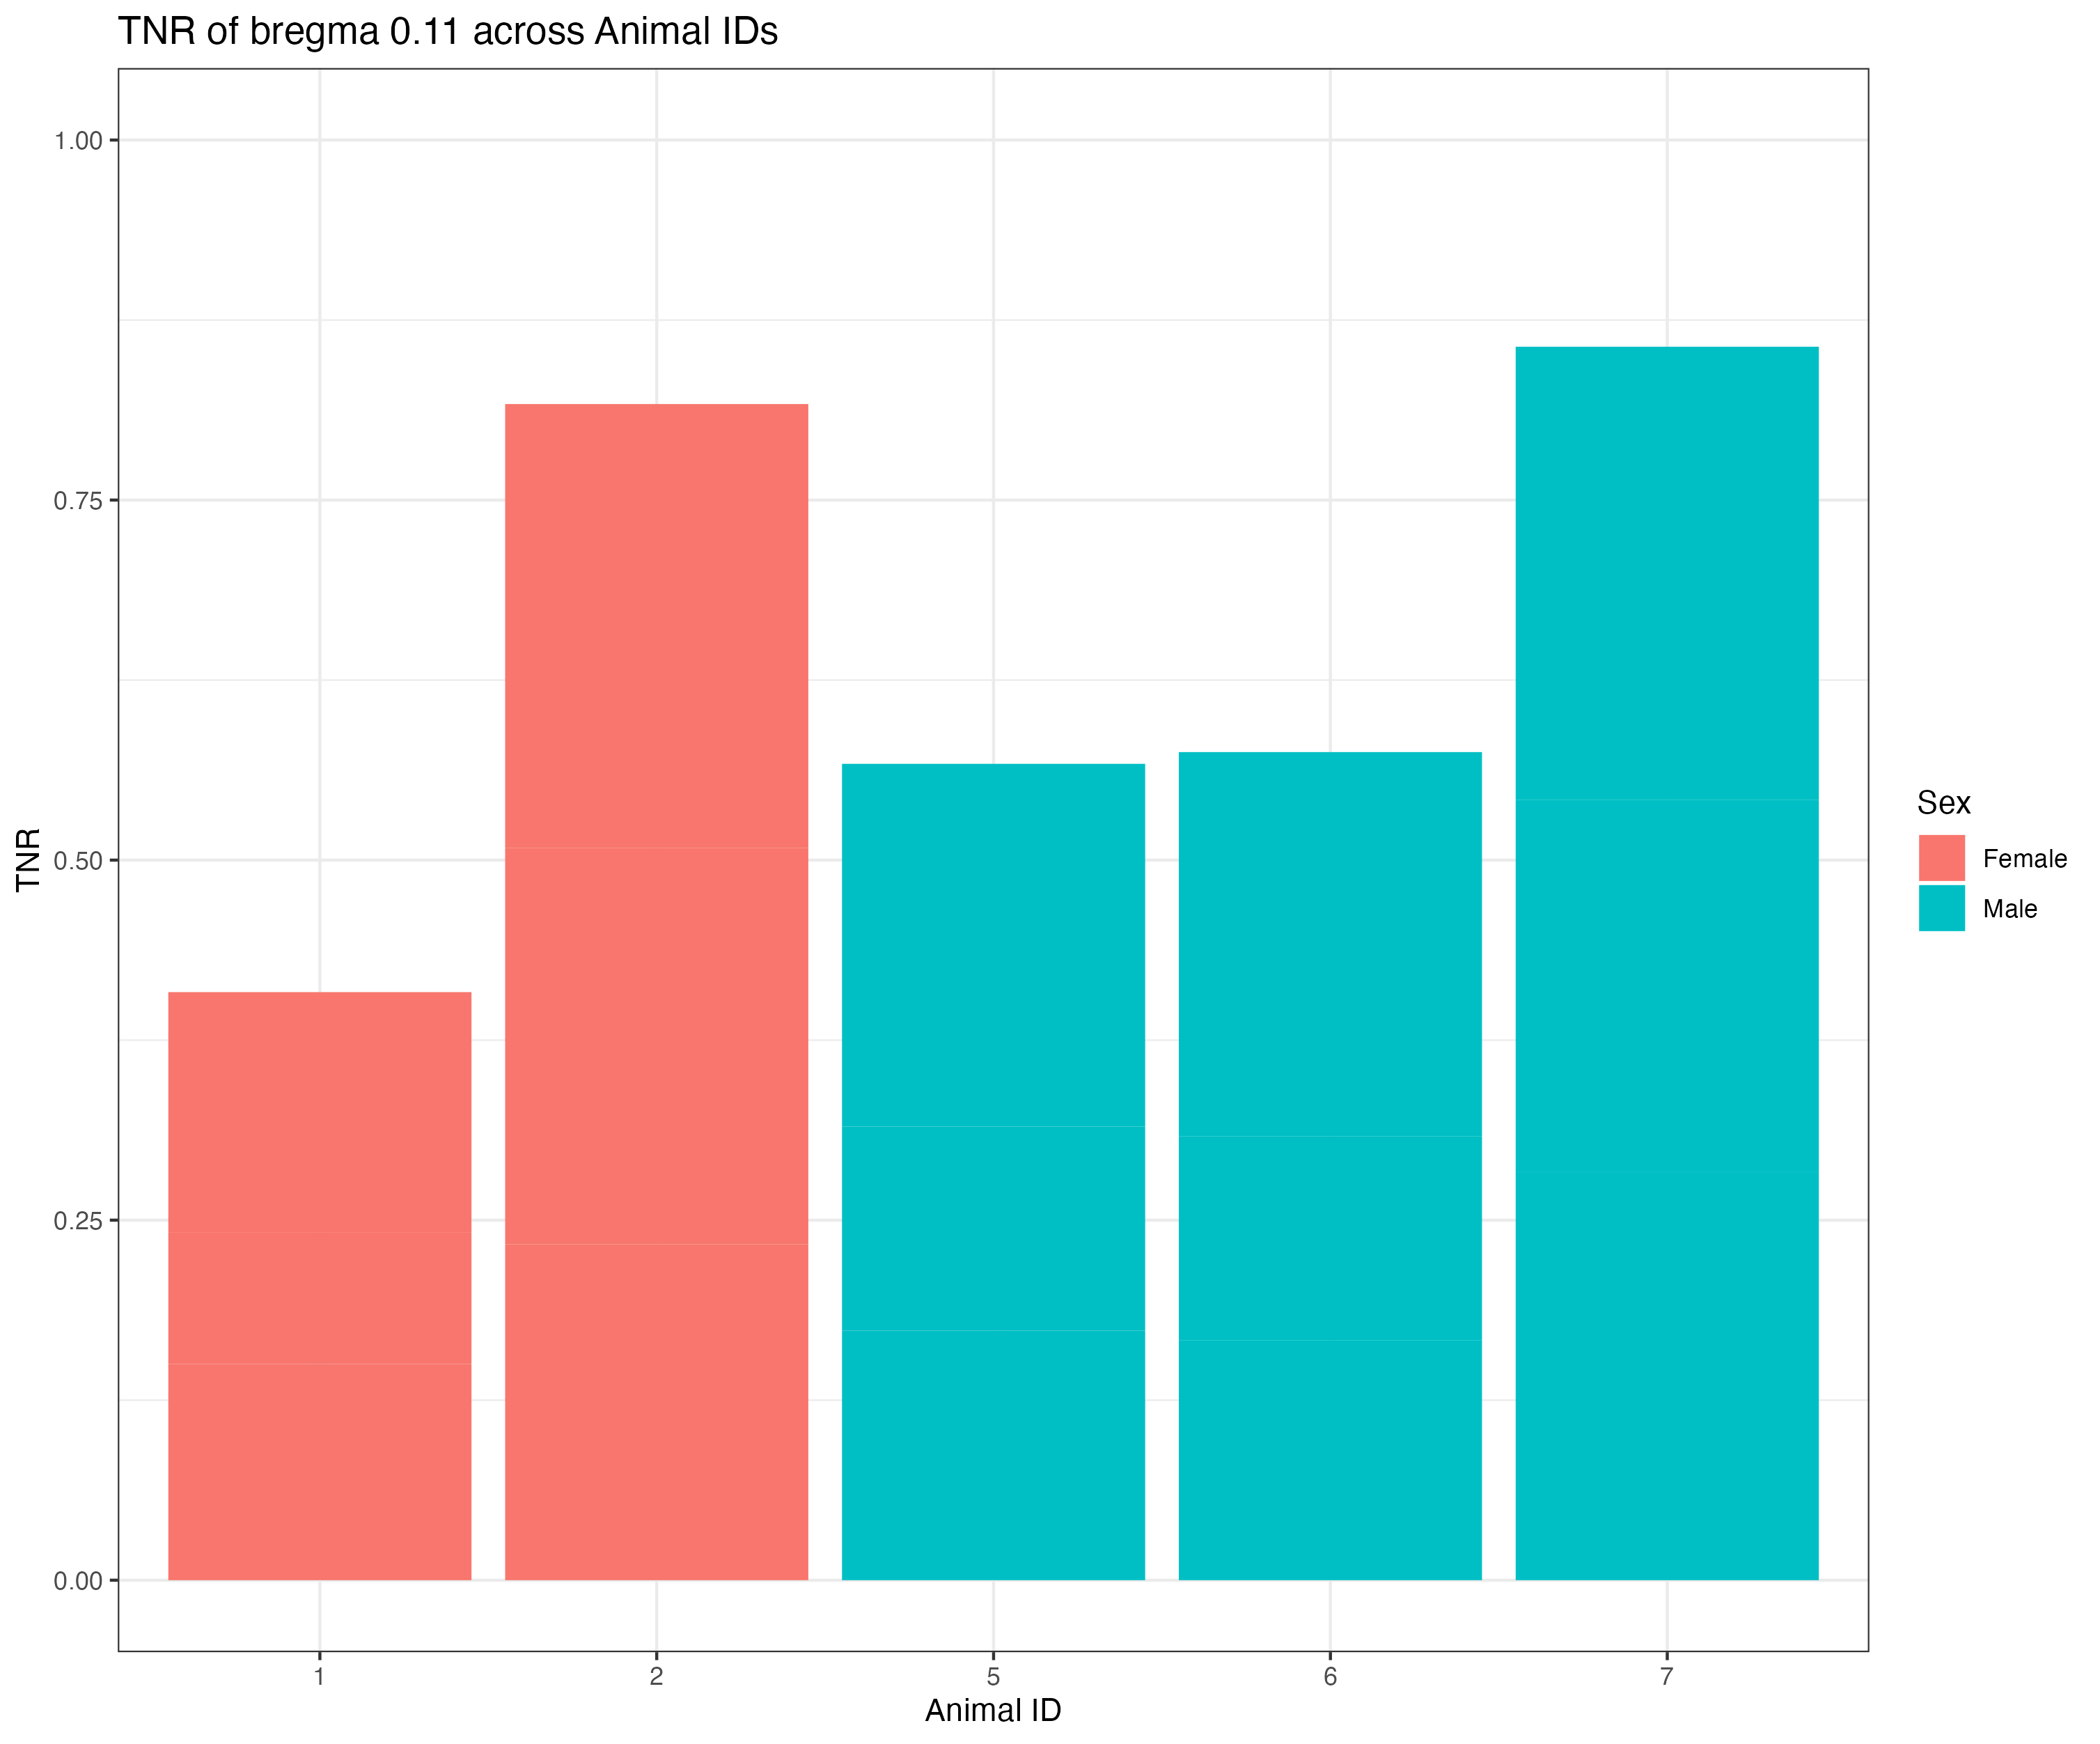 TNR of bregma 0.11 across Animal IDs
1.00
0.75
0.50
0.25
0.00
TNR
1 2 5 6 7
Animal ID
Sex
Female
Male